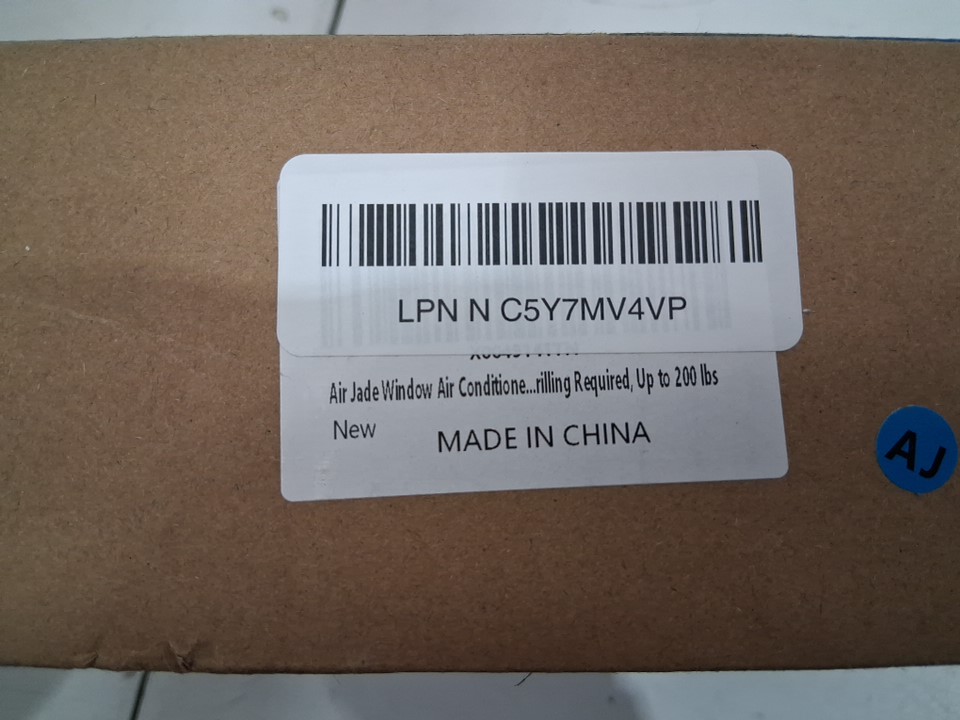 LPN N C5Y7MV4VP
Air Jade Window Air Conditione...rilling Required, Up to 200 lbs
New
MADE IN CHINA
AJ